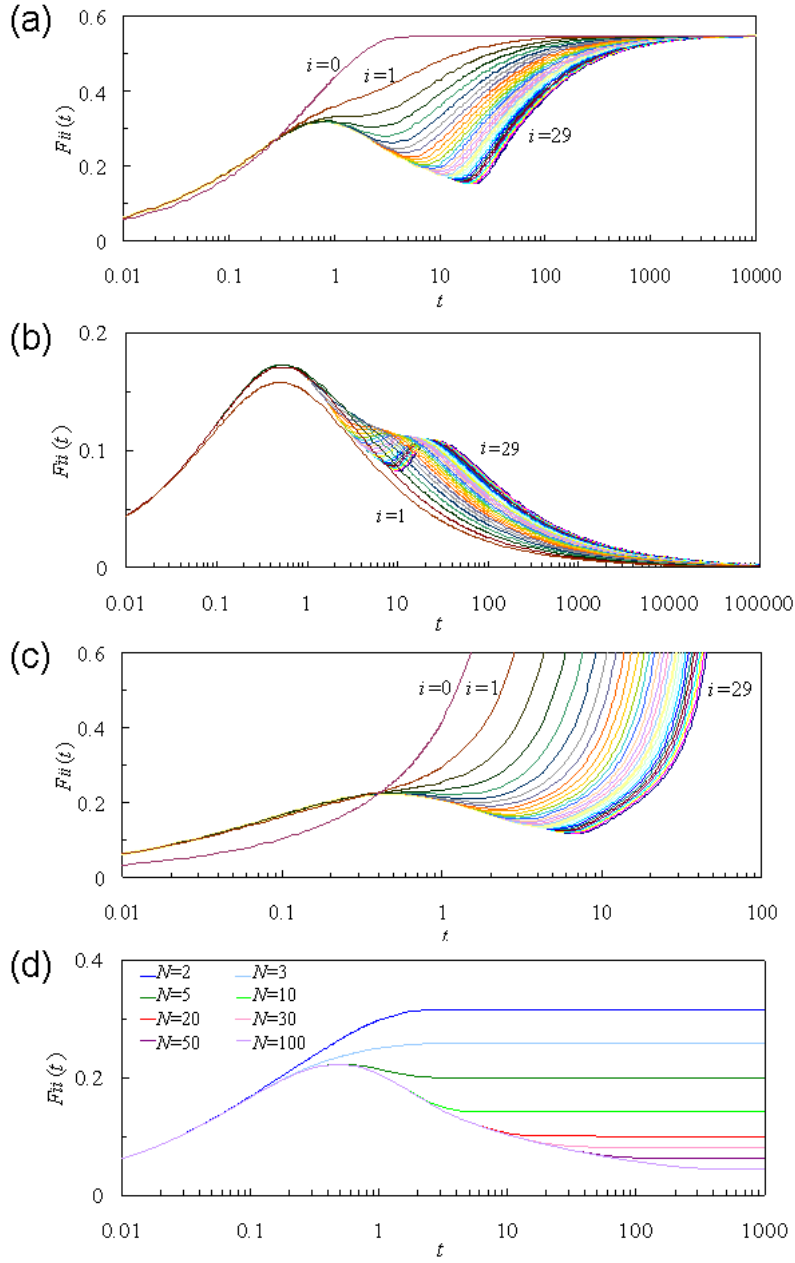 (a)
0.6
0.4
0.2
0
Fii (t)
i=0
i=1
i=29
0.01 0.1 1 10 100 1000 10000
t
(b)
0.2
0.1
0
Fii (t)
i=29
i=1
0.01 0.1 1 10 100 1000 10000 100000
t
(c)
0.6
0.4
0.2
0
Fii (t)
i=0 i=1
i=29
0.01 0.1 1 10 100
t
(d)
0.4
0.2
0
Fii (t)
N=2 N=3
N=5 N=10
N=20 N=30
N=50 N=100
0.01 0.1 1 10 100 1000
t